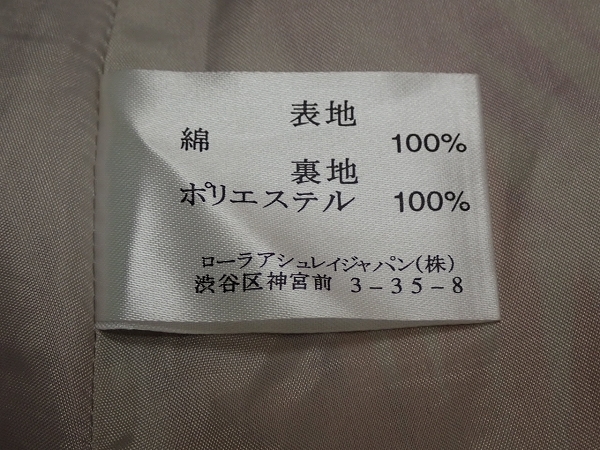 表地
綿 100%
裏地
ポリエステル 100%
ローラアシュレイジャパン(株)
渋谷区神宮前 3-35-8